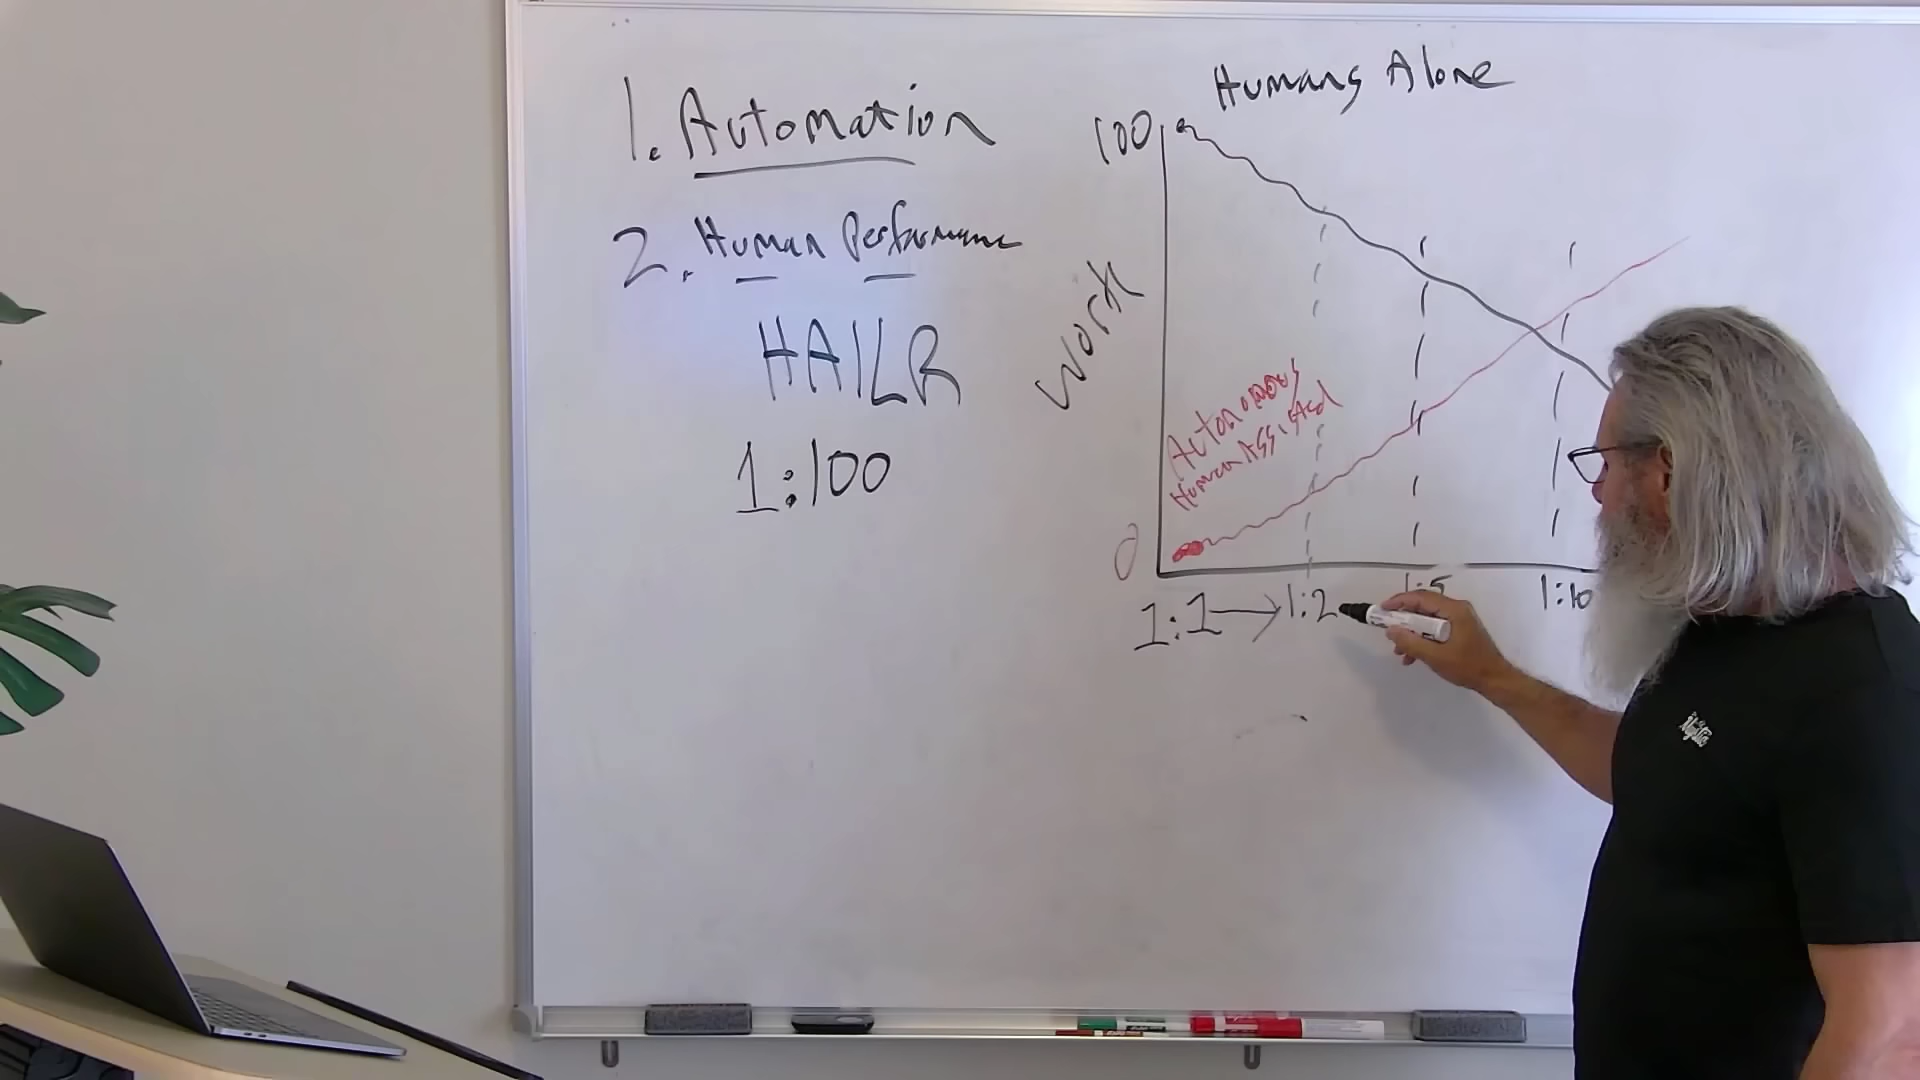 1. Automation
2. Human Performance
HAILR
1:100
Humans Alone
100
Work
Autonomous
Human Assisted
0
1:1 → 1:2
1:5
1:10